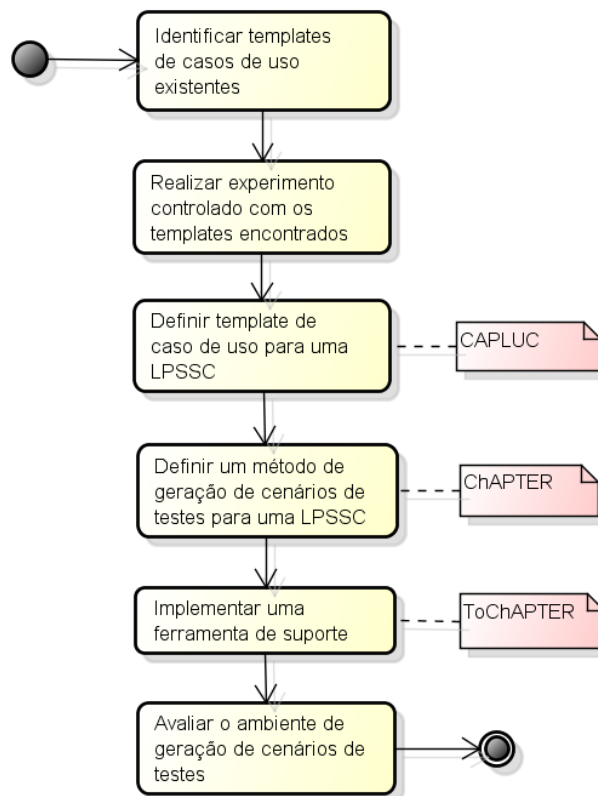 Identificar templates
de casos de uso
existentes
Realizar experimento
controlado com os
templates encontrados
Definir template de
caso de uso para uma
LPSSC
CAPLUC
Definir um método de
geração de cenários de
testes para uma LPSSC
ChAPTER
Implementar uma
ferramenta de suporte
ToChAPTER
Avaliar o ambiente de
geração de cenários de
testes